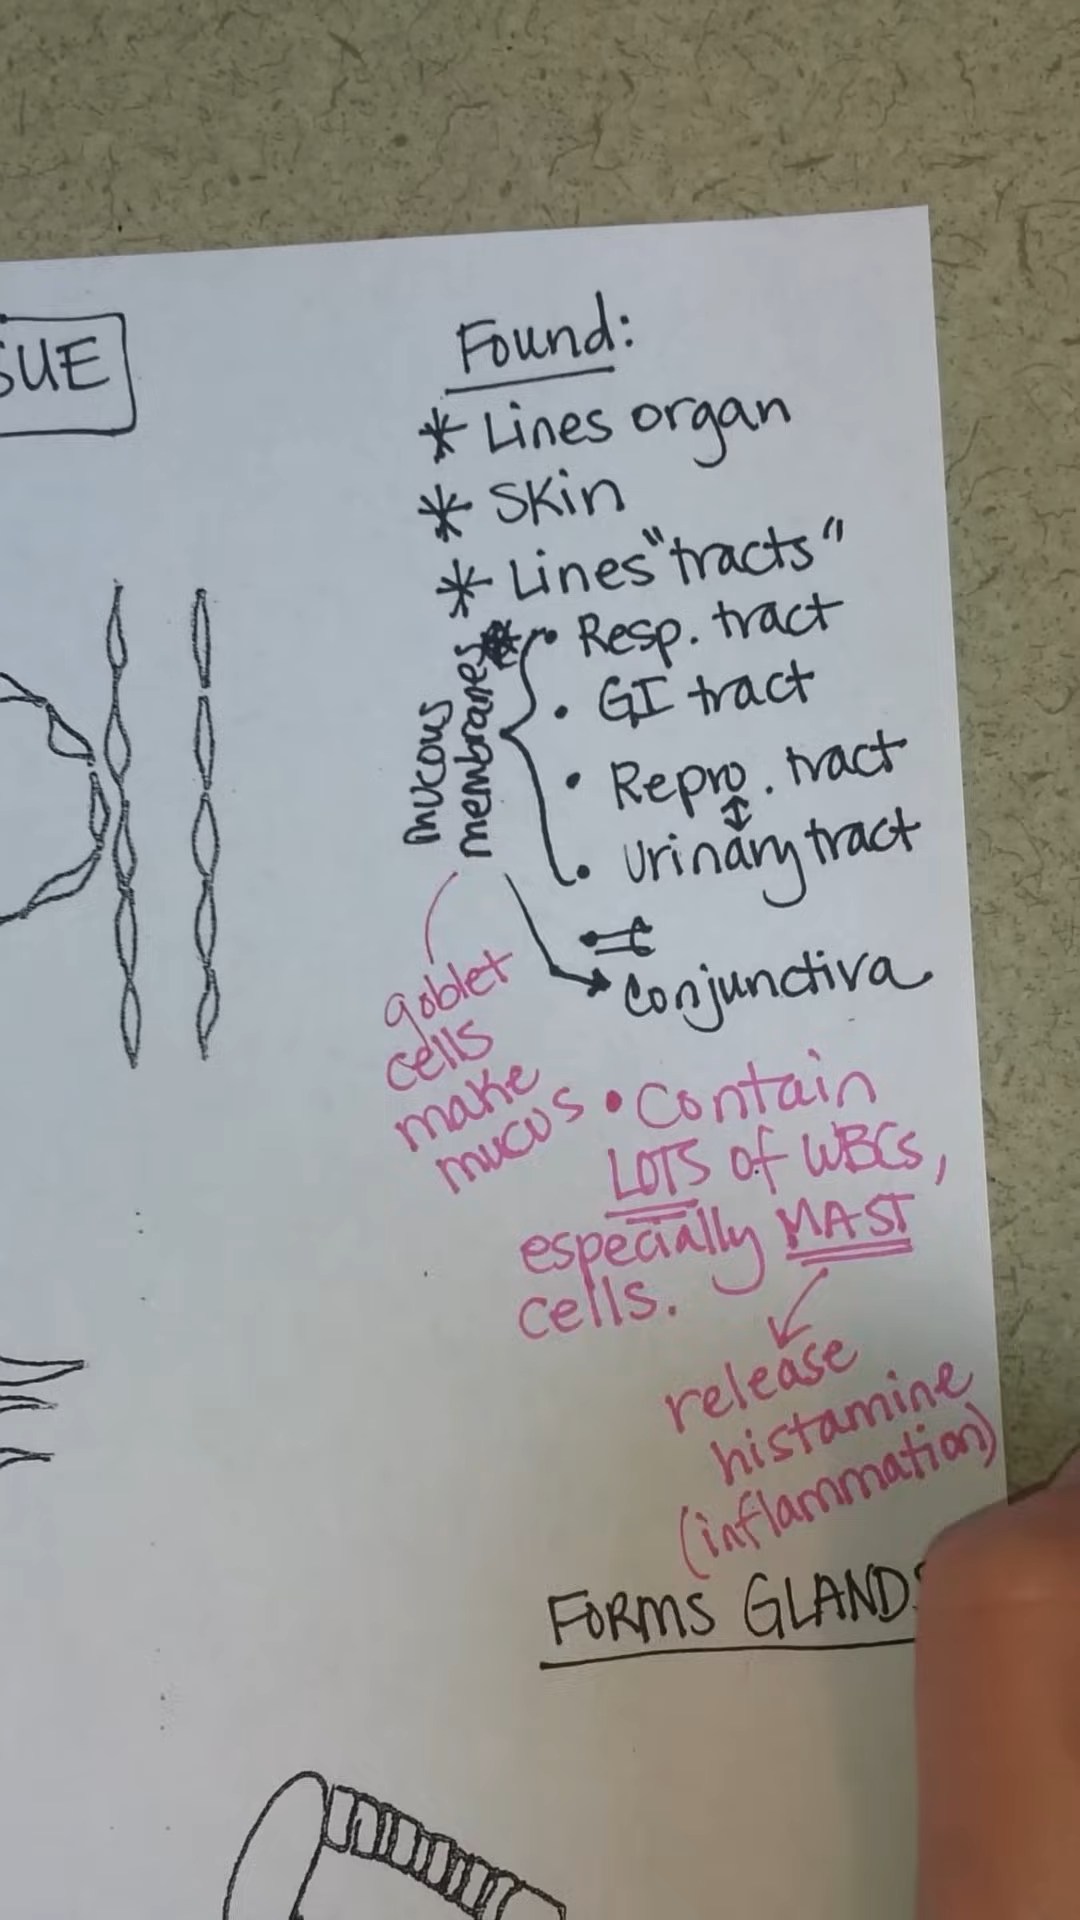 SUE
Found:
* Lines organ
* Skin
* Lines "tracts"
mucous
membranes
• Resp. tract
• GI tract
• Repro. tract
• Urinary tract
Conjunctiva
goblet
cells
make
mucus
• Contain
LOTS of WBCs,
especially MAST
cells.
release
histamine
(inflammation)
FORMS GLANDS